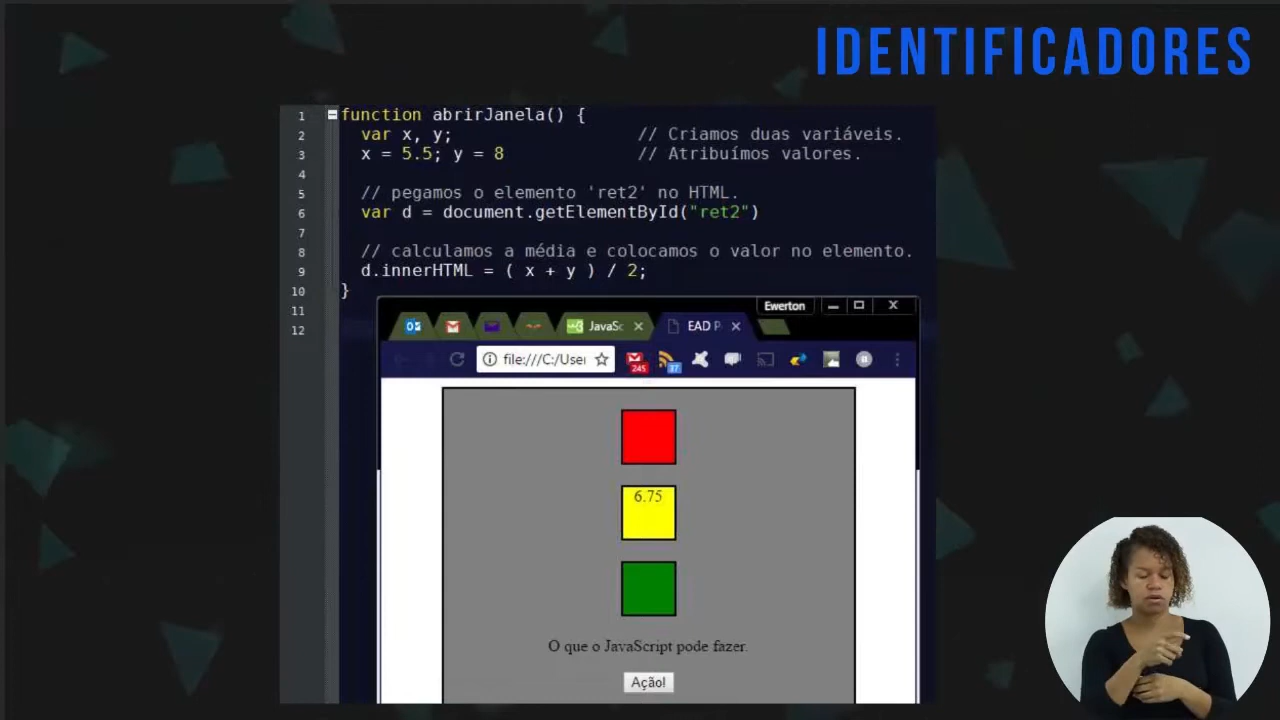 IDENTIFICADORES
1 function abrirJanela() {
2 var x, y; // Criamos duas variáveis.
3 x = 5.5; y = 8 // Atribuímos valores.
4
5 // pegamos o elemento 'ret2' no HTML.
6 var d = document.getElementById("ret2")
7
8 // calculamos a média e colocamos o valor no elemento.
9 d.innerHTML = ( x + y ) / 2;
10 }
11
12
Ewerton
JavaSc EAD P
file:///C:/User 245 37
6.75
O que o JavaScript pode fazer.
Ação!